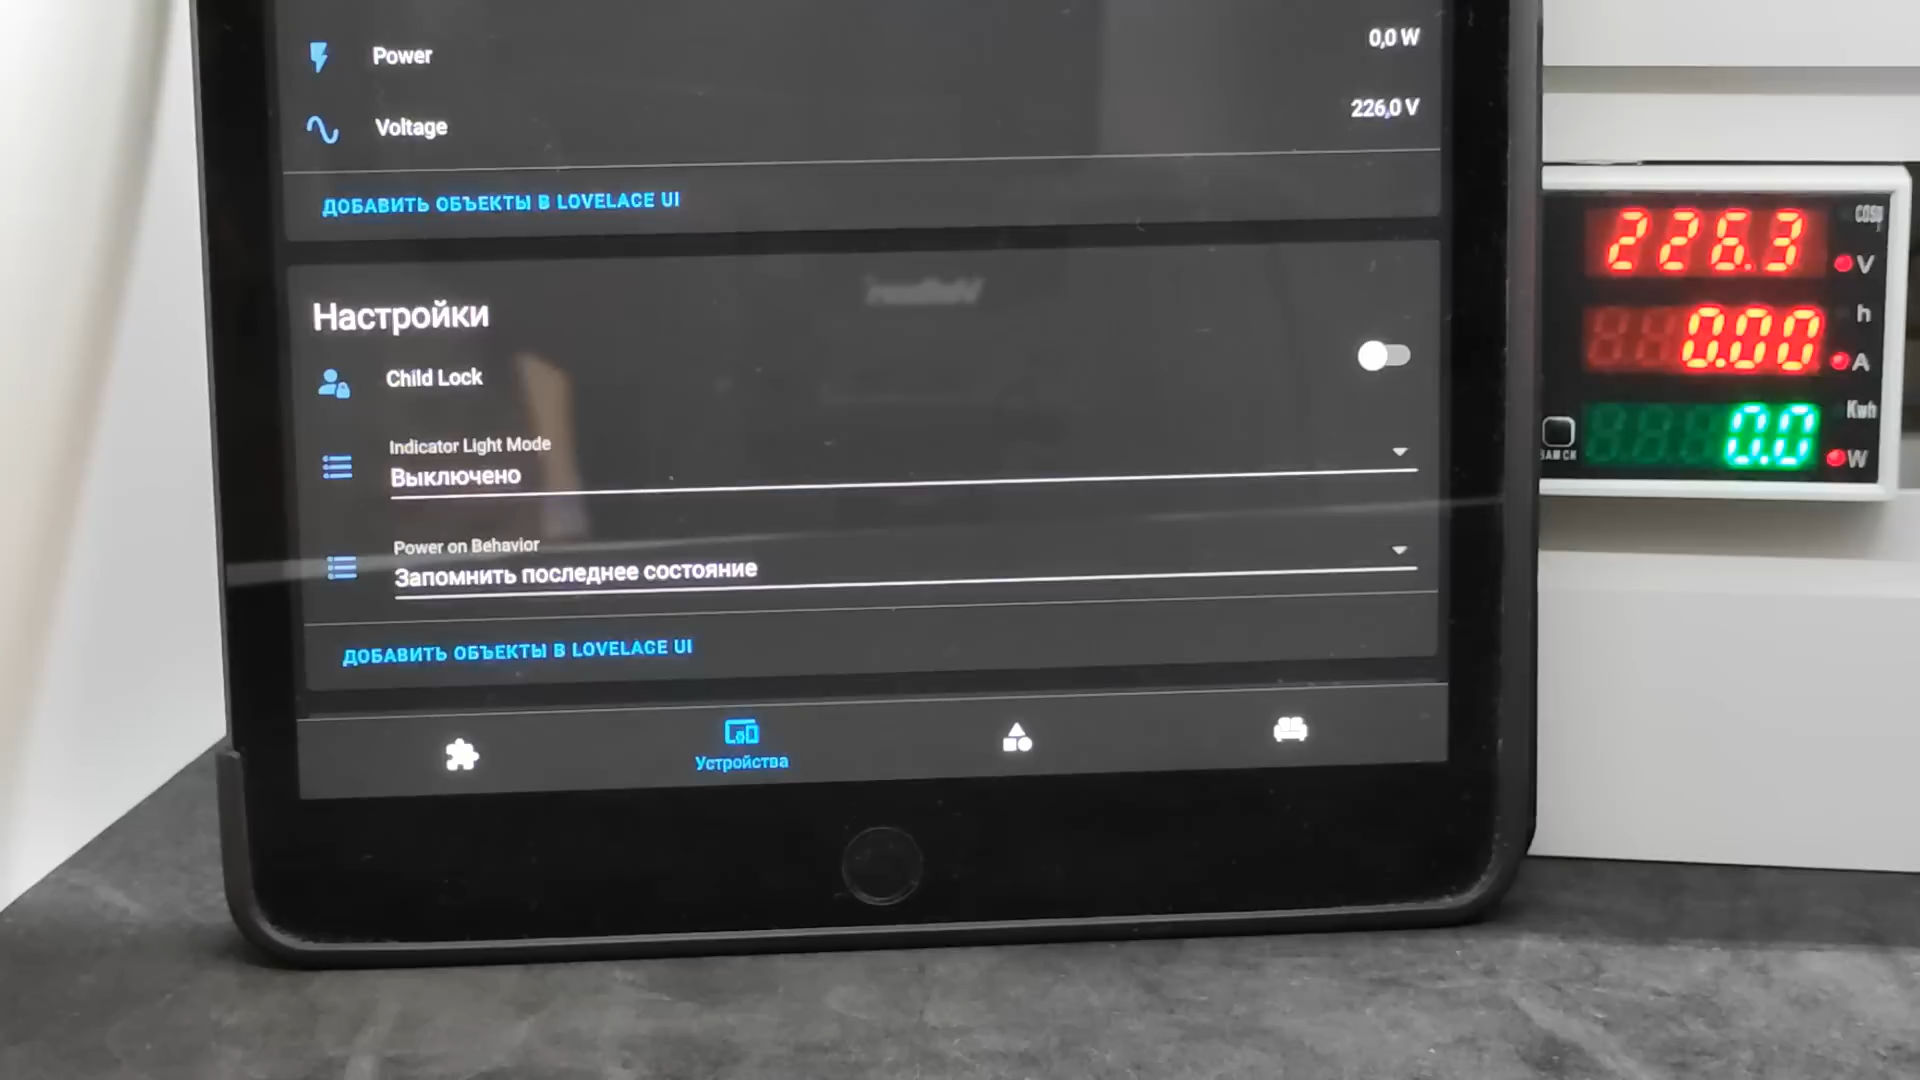 Power
0,0 W
Voltage
226,0 V
ДОБАВИТЬ ОБЪЕКТЫ В LOVELACE UI
Настройки
Child Lock
Indicator Light Mode
Выключено
Power on Behavior
Запомнить последнее состояние
ДОБАВИТЬ ОБЪЕКТЫ В LOVELACE UI
Устройства
226.3
V
h
0.00
A
Kwh
0.0
W